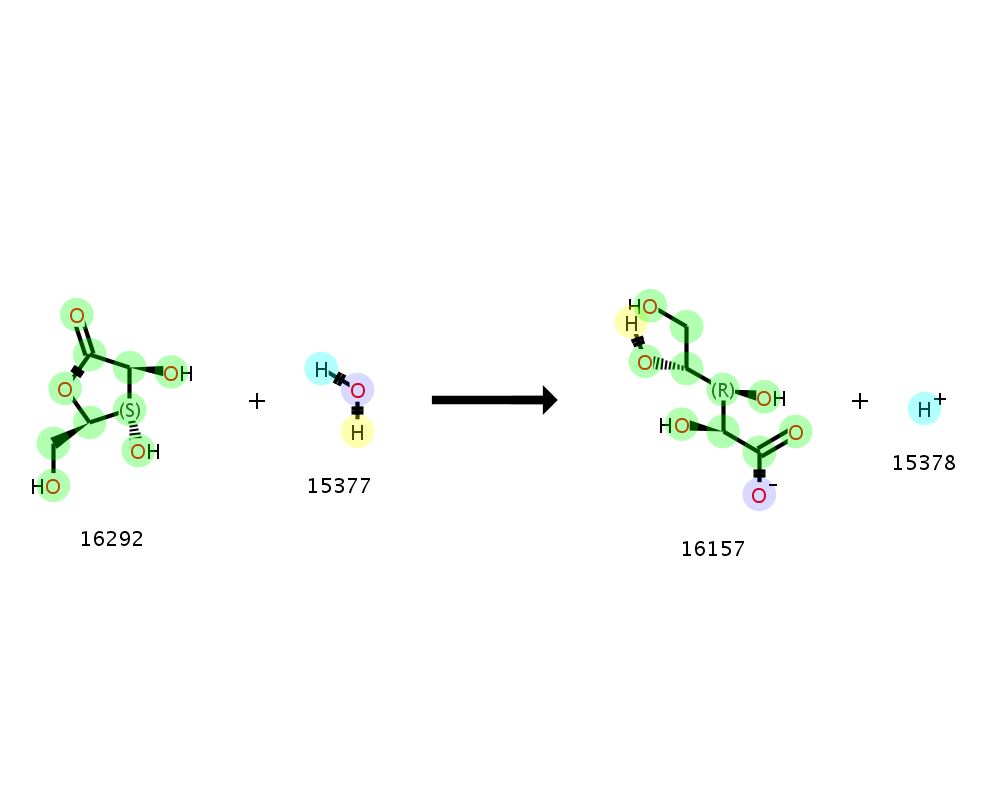 O
O
OH
(S)
OH
HO
16292
+
H
O
H
15377
HO
H
O
(R)
OH
HO
O
O−
16157
+
H+
15378